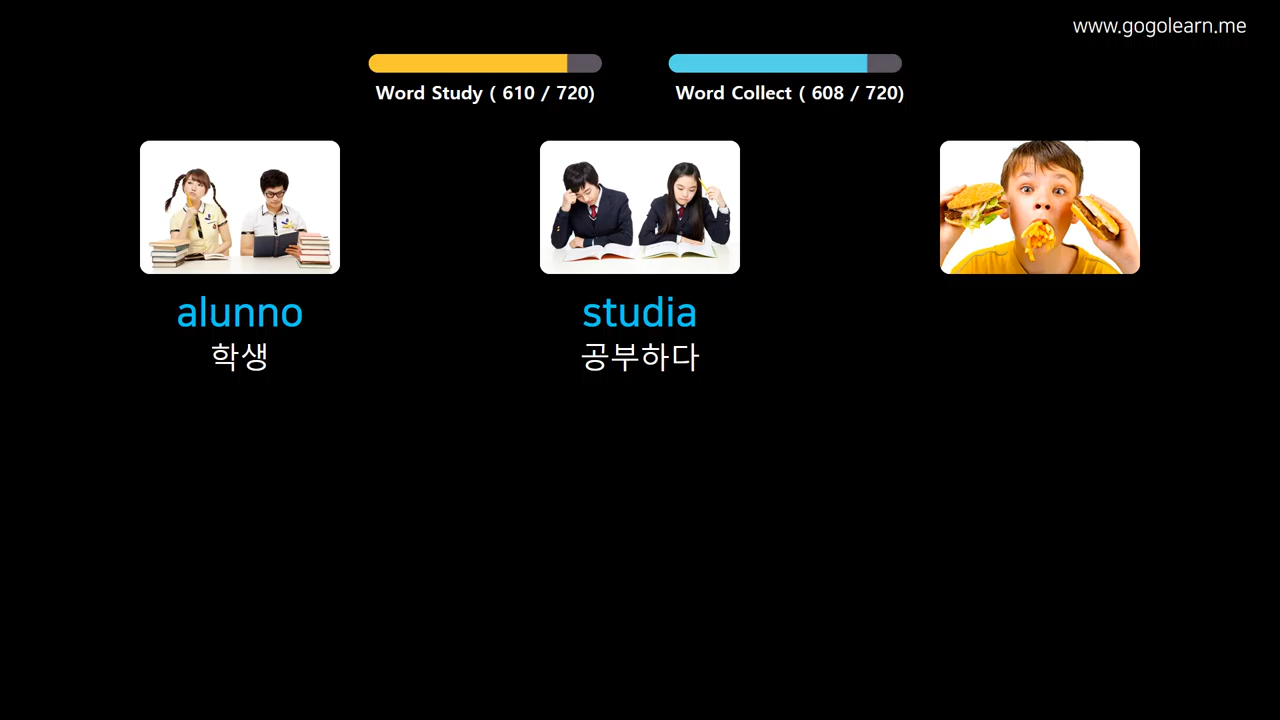 www.gogolearn.me
Word Study ( 610 / 720)
Word Collect ( 608 / 720)
alunno
학생
studia
공부하다